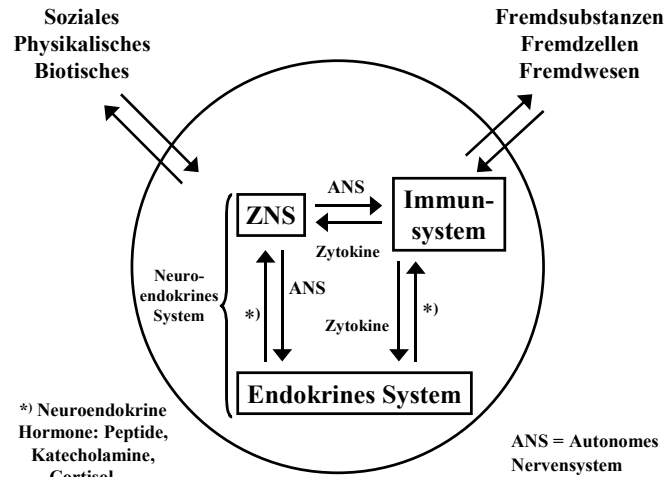 Soziales
Physikalisches
Biotisches
Fremdsubstanzen
Fremdzellen
Fremdwesen
ANS
ZNS
Immun-
system
Zytokine
Neuro-
endokrines
System
ANS
*)
Zytokine
*)
Endokrines System
*) Neuroendokrine
Hormone: Peptide,
Katecholamine,
Cortisol
ANS = Autonomes
Nervensystem